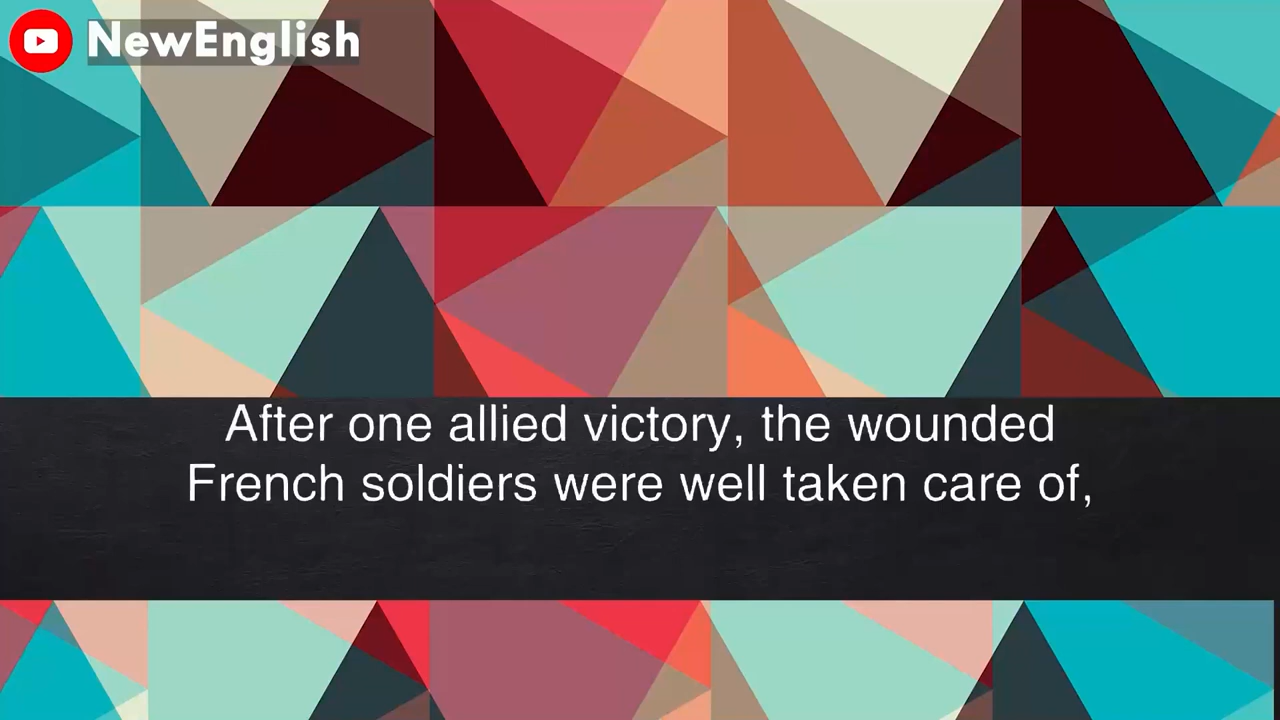 NewEnglish
After one allied victory, the wounded
French soldiers were well taken care of,